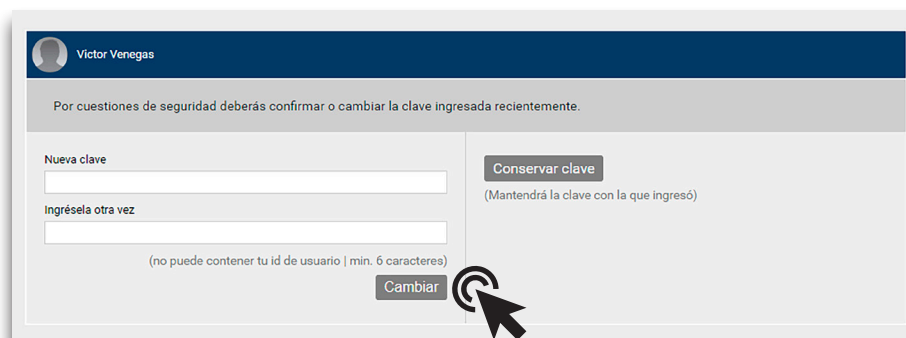 Victor Venegas
Por cuestiones de seguridad deberás confirmar o cambiar la clave ingresada recientemente.
Nueva clave
Ingrésela otra vez
(no puede contener tu id de usuario | min. 6 caracteres)
Cambiar
Conservar clave
(Mantendrá la clave con la que ingresó)